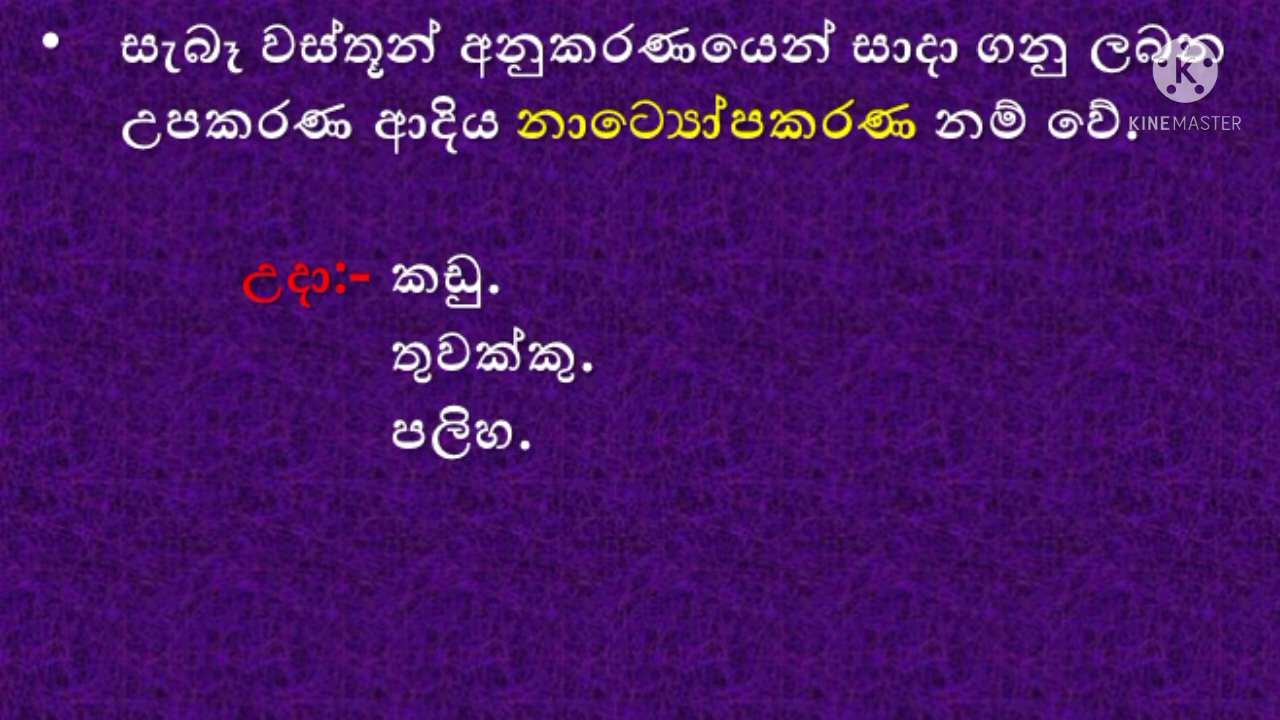 • සැබෑ වස්තූන් අනුකරණයෙන් සාදා ගනු ලබන
උපකරණ ආදිය නාට්‍යෝපකරණ නම් වේ.
KINEMASTER
උදා:- කඩු.
තුවක්කු.
පලිහ.